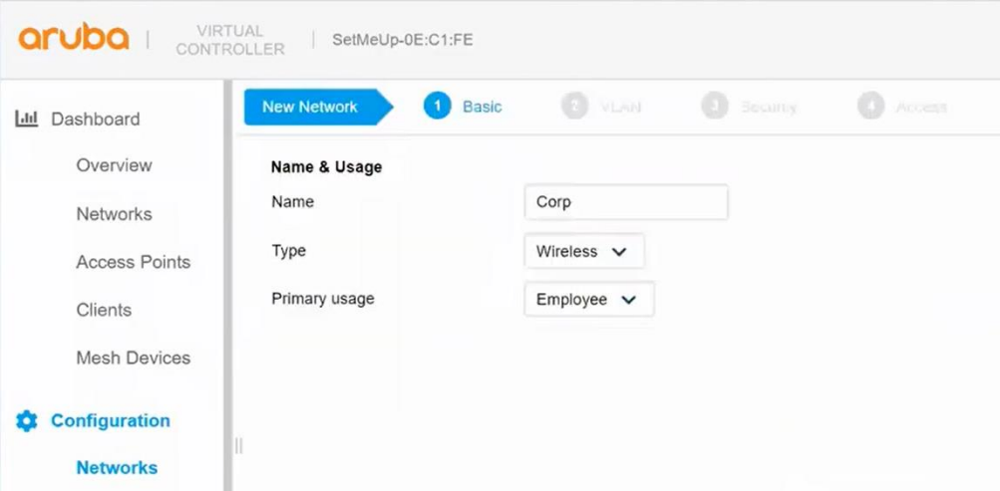 aruba | VIRTUAL CONTROLLER | SetMeUp-0E:C1:FE
New Network 1 Basic 2 VLAN 3 Security 4 Access
Dashboard
Overview
Networks
Access Points
Clients
Mesh Devices
Configuration
Networks
Name & Usage
Name Corp
Type Wireless
Primary usage Employee